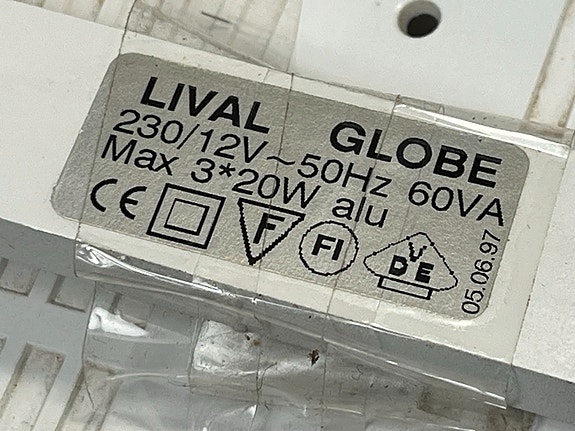 LIVAL GLOBE
230/12V~50Hz 60VA
Max 3*20W alu
CE F FI VDE
05.06.97